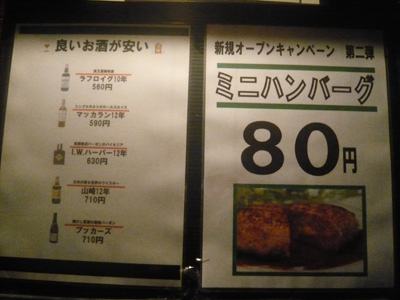 良いお酒が安い
ラフロイグ10年
560円
マッカラン12年
590円
I.W.ハーパー12年
630円
山崎12年
710円
ブッカーズ
710円
新規オープンキャンペーン 第二弾
ミニハンバーグ
80円